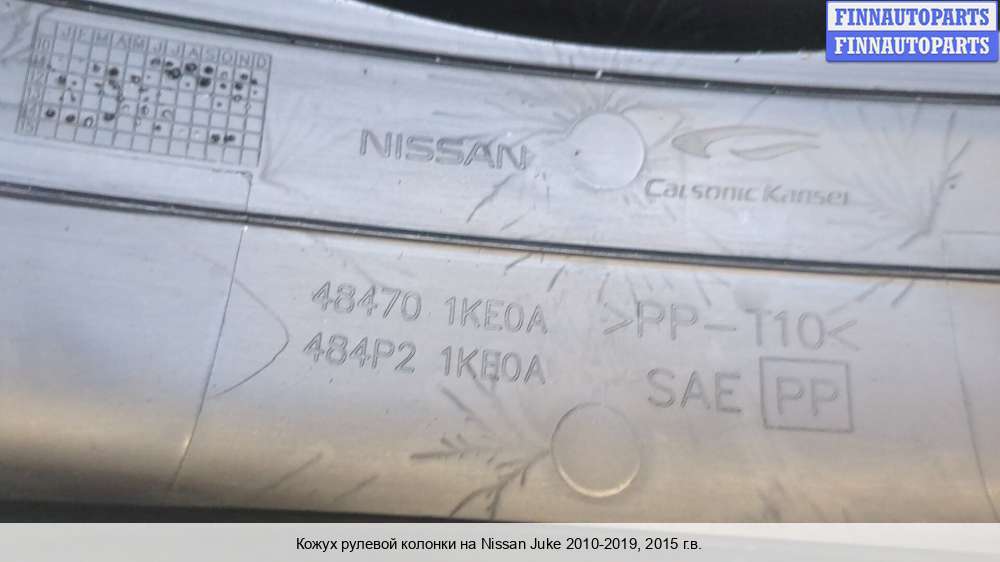 FINNAUTOPARTS
FINNAUTOPARTS
J F M A M J J A S O N D
NISSAN
Calsonic Kansei
48470 1KE0A
484P2 1KE0A
>PP-T10<
SAE PP
Кожух рулевой колонки на Nissan Juke 2010-2019, 2015 г.в.